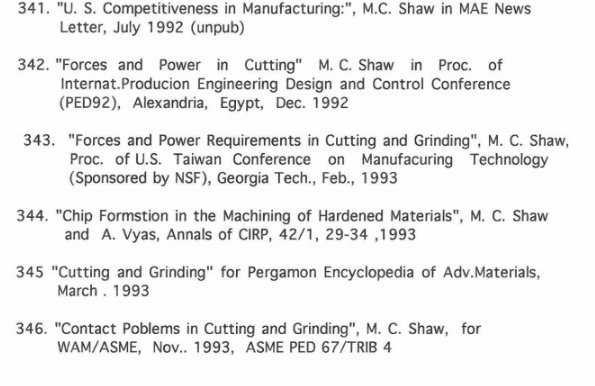 341. "U. S. Competitiveness in Manufacturing:", M.C. Shaw in MAE News
Letter, July 1992 (unpub)
342. "Forces and Power in Cutting" M. C. Shaw in Proc. of
Internat.Producion Engineering Design and Control Conference
(PED92), Alexandria, Egypt, Dec. 1992
343. "Forces and Power Requirements in Cutting and Grinding", M. C. Shaw,
Proc. of U.S. Taiwan Conference on Manufacuring Technology
(Sponsored by NSF), Georgia Tech., Feb., 1993
344. "Chip Formstion in the Machining of Hardened Materials", M. C. Shaw
and A. Vyas, Annals of CIRP, 42/1, 29-34 ,1993
345 "Cutting and Grinding" for Pergamon Encyclopedia of Adv.Materials,
March . 1993
346. "Contact Poblems in Cutting and Grinding", M. C. Shaw, for
WAM/ASME, Nov.. 1993, ASME PED 67/TRIB 4